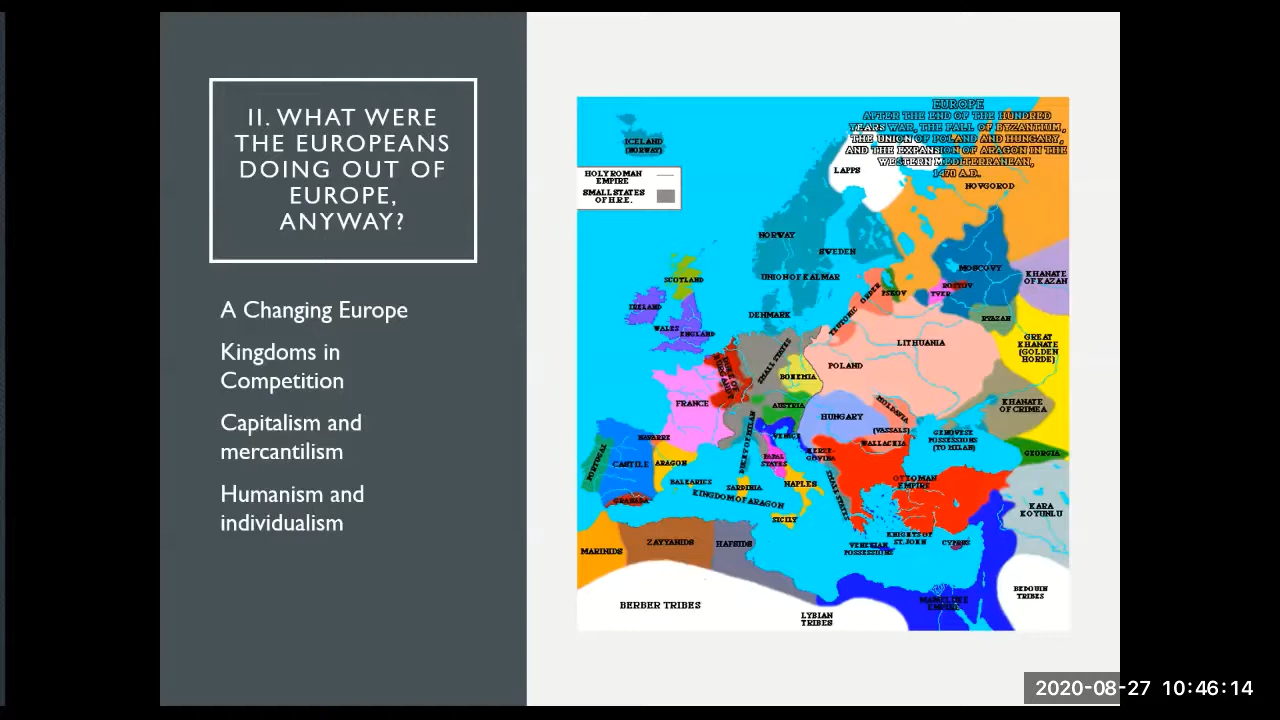 II. WHAT WERE
THE EUROPEANS
DOING OUT OF
EUROPE,
ANYWAY?
A Changing Europe
Kingdoms in
Competition
Capitalism and
mercantilism
Humanism and
individualism
EUROPE
AFTER THE END OF THE HUNDRED
YEARS WAR, THE FALL OF BYZANTIUM,
THE UNION OF POLAND AND HUNGARY,
AND THE EXPANSION OF ARAGON IN THE
WESTERN MEDITERRANEAN,
1470 A.D.
ICELAND
(NORWAY)
HOLY ROMAN
EMPIRE
SMALL STATES
OF H.R.E.
LAPPS
NOVGOROD
NORWAY
SWEDEN
UNION OF KALMAR
MOSCOVY
KHANATE
OF KAZAN
SCOTLAND
ROSTOV
PSKOV
TVER
IRELAND
TEUTONIC ORDER
DENMARK
RYAZAN
WALES
ENGLAND
LITHUANIA
GREAT
KHANATE
(GOLDEN
HORDE)
SMALL STATES
POLAND
BOHEMIA
FRANCE
AUSTRIA
HUNGARY
MOLDAVIA
KHANATE
OF CRIMEA
(VASSALS)
WALLACHIA
GENOVESE
POSSESSIONS
(TO MILAN)
NAVARRE
DUKE OF MILAN
VENICE
GEORGIA
PORTUGAL
CASTILE
ARAGON
PAPAL
STATES
HERZE-
GOVINA
BALEARICS
SARDINIA
NAPLES
SMALL STATES
OTTOMAN
EMPIRE
GRANADA
KINGDOM OF ARAGON
SICILY
KARA
KOYUNLU
MARINIDS
ZAYYANIDS
HAFSIDS
VENETIAN
POSSESSIONS
KNIGHTS OF
ST. JOHN
CYPRUS
BERBER TRIBES
LYBIAN
TRIBES
MAMELUKE
EMPIRE
BEDOUIN
TRIBES
2020-08-27 10:46:14